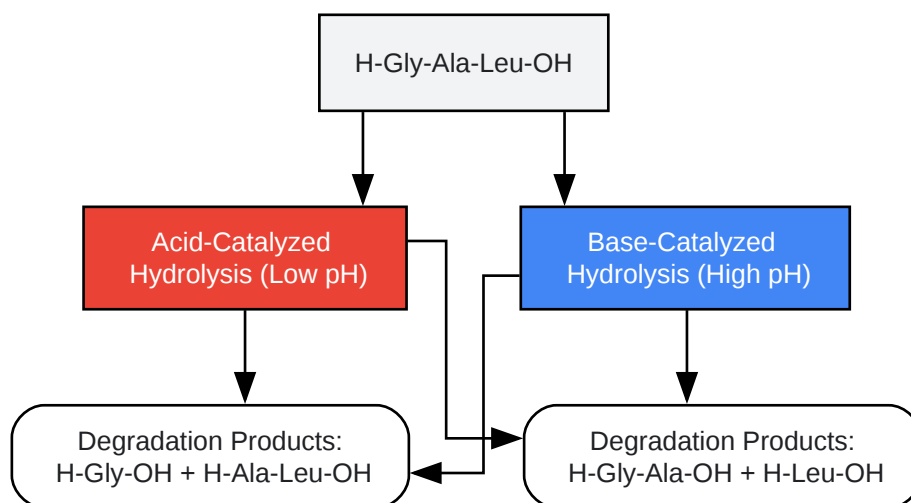 H-Gly-Ala-Leu-OH
Acid-Catalyzed
Hydrolysis (Low pH)
Base-Catalyzed
Hydrolysis (High pH)
Degradation Products:
H-Gly-OH + H-Ala-Leu-OH
Degradation Products:
H-Gly-Ala-OH + H-Leu-OH